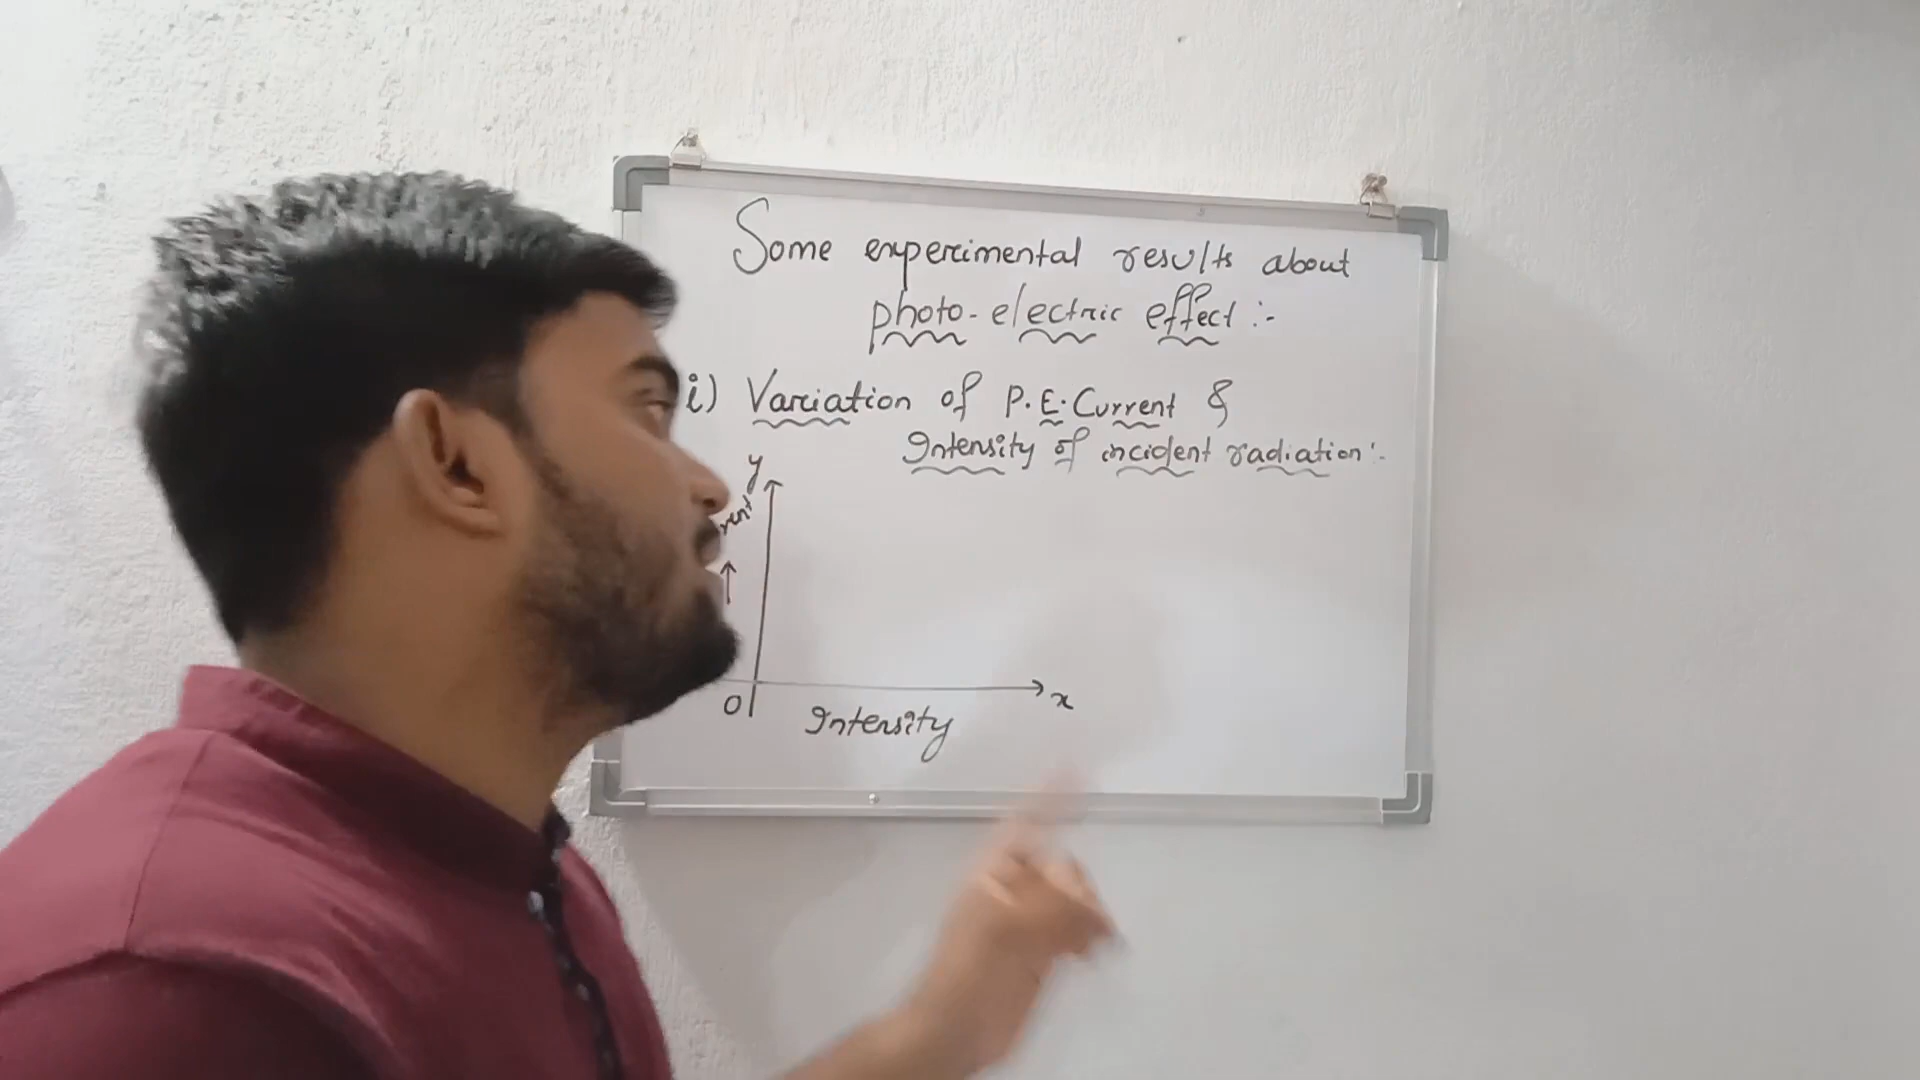 Some experimental results about
photo-electric effect :-
i) Variation of P.E. Current &
Intensity of incident radiation :-
y
O
x
Intensity